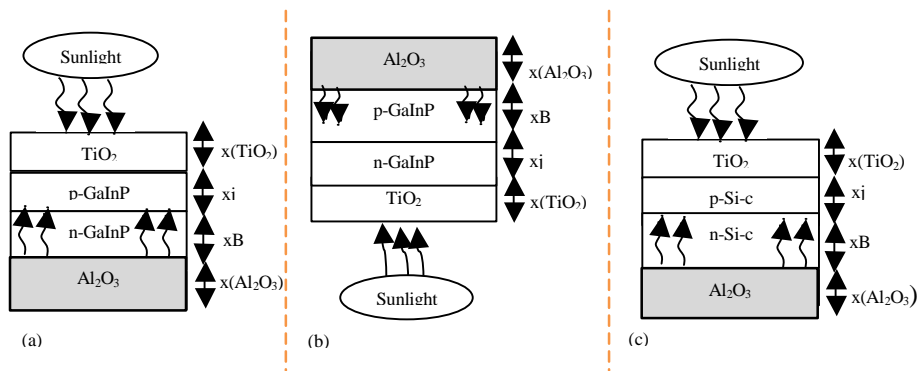 Sunlight
TiO₂
x(TiO₂)
p-GaInP
xj
n-GaInP
xB
Al₂O₃
x(Al₂O₃)
(a)
Al₂O₃
x(Al₂O₃)
p-GaInP
xB
n-GaInP
xj
TiO₂
x(TiO₂)
Sunlight
(b)
Sunlight
TiO₂
x(TiO₂)
p-Si-c
xj
n-Si-c
xB
Al₂O₃
x(Al₂O₃)
(c)